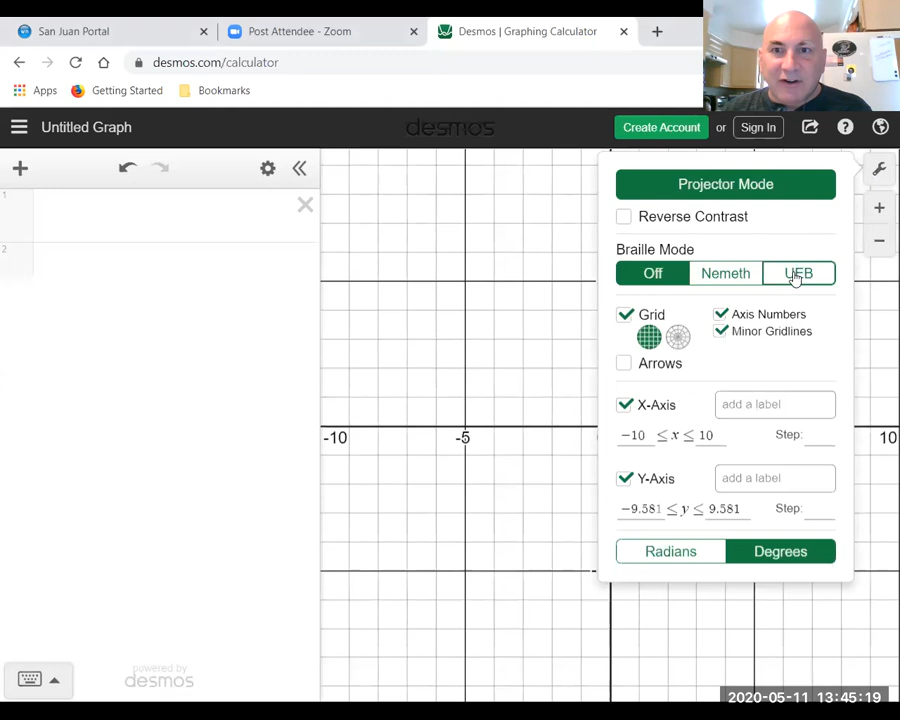 San Juan Portal
Post Attendee - Zoom
Desmos | Graphing Calculator
desmos.com/calculator
Apps
Getting Started
Bookmarks
Untitled Graph
desmos
Create Account
or
Sign In
1
2
Projector Mode
Reverse Contrast
Braille Mode
Off
Nemeth
UEB
Grid
Axis Numbers
Minor Gridlines
Arrows
X-Axis
add a label
−10 ≤ x ≤ 10
Step:
Y-Axis
add a label
−9.581 ≤ y ≤ 9.581
Step:
Radians
Degrees
-10
-5
10
powered by
desmos
2020-05-11 13:45:19